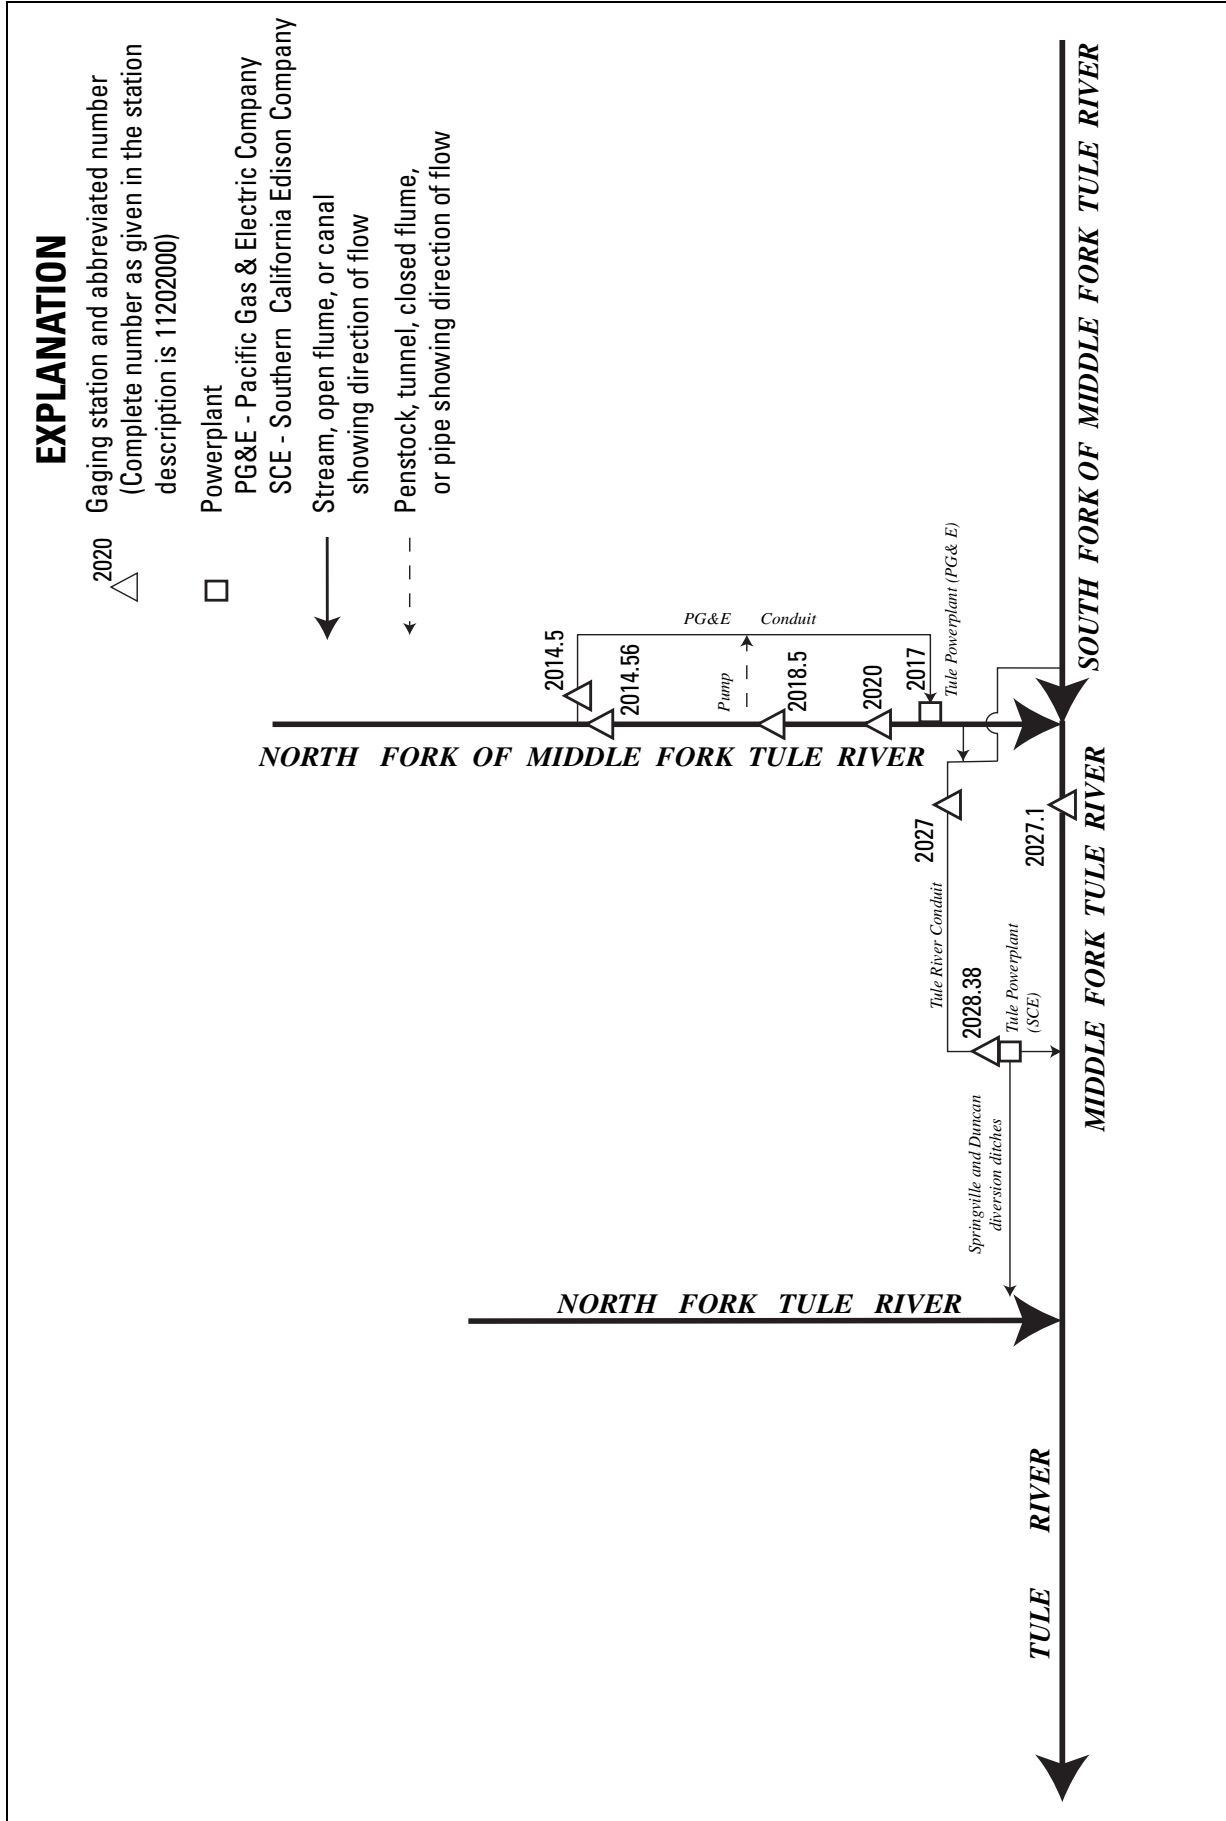 EXPLANATION
2020
Gaging station and abbreviated number
(Complete number as given in the station
description is 11202000)
Powerplant
PG&E - Pacific Gas & Electric Company
SCE - Southern California Edison Company
Stream, open flume, or canal
showing direction of flow
Penstock, tunnel, closed flume,
or pipe showing direction of flow
2014.5
2014.56
PG&E Conduit
Pump
2018.5
2020
2017
Tule Powerplant (PG& E)
NORTH FORK OF MIDDLE FORK TULE RIVER
SOUTH FORK OF MIDDLE FORK TULE RIVER
2027
2027.1
Tule River Conduit
2028.38
Tule Powerplant
(SCE)
MIDDLE FORK TULE RIVER
Springville and Duncan
diversion ditches
NORTH FORK TULE RIVER
TULE RIVER